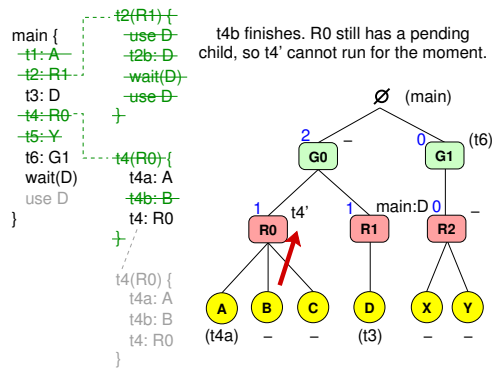 main {
t1: A
t2: R1
t3: D
t4: R0
t5: Y
t6: G1
wait(D)
use D
}
t2(R1) {
use D
t2b: D
wait(D)
use D
}
t4(R0) {
t4a: A
t4b: B
t4: R0
}
t4(R0) {
t4a: A
t4b: B
t4: R0
}
t4b finishes. R0 still has a pending
child, so t4' cannot run for the moment.
Ø (main)
2 – 0 (t6)
G0 G1
1 t4' 1 main:D 0 –
R0 R1 R2
A B C D X Y
(t4a) – – (t3) – –